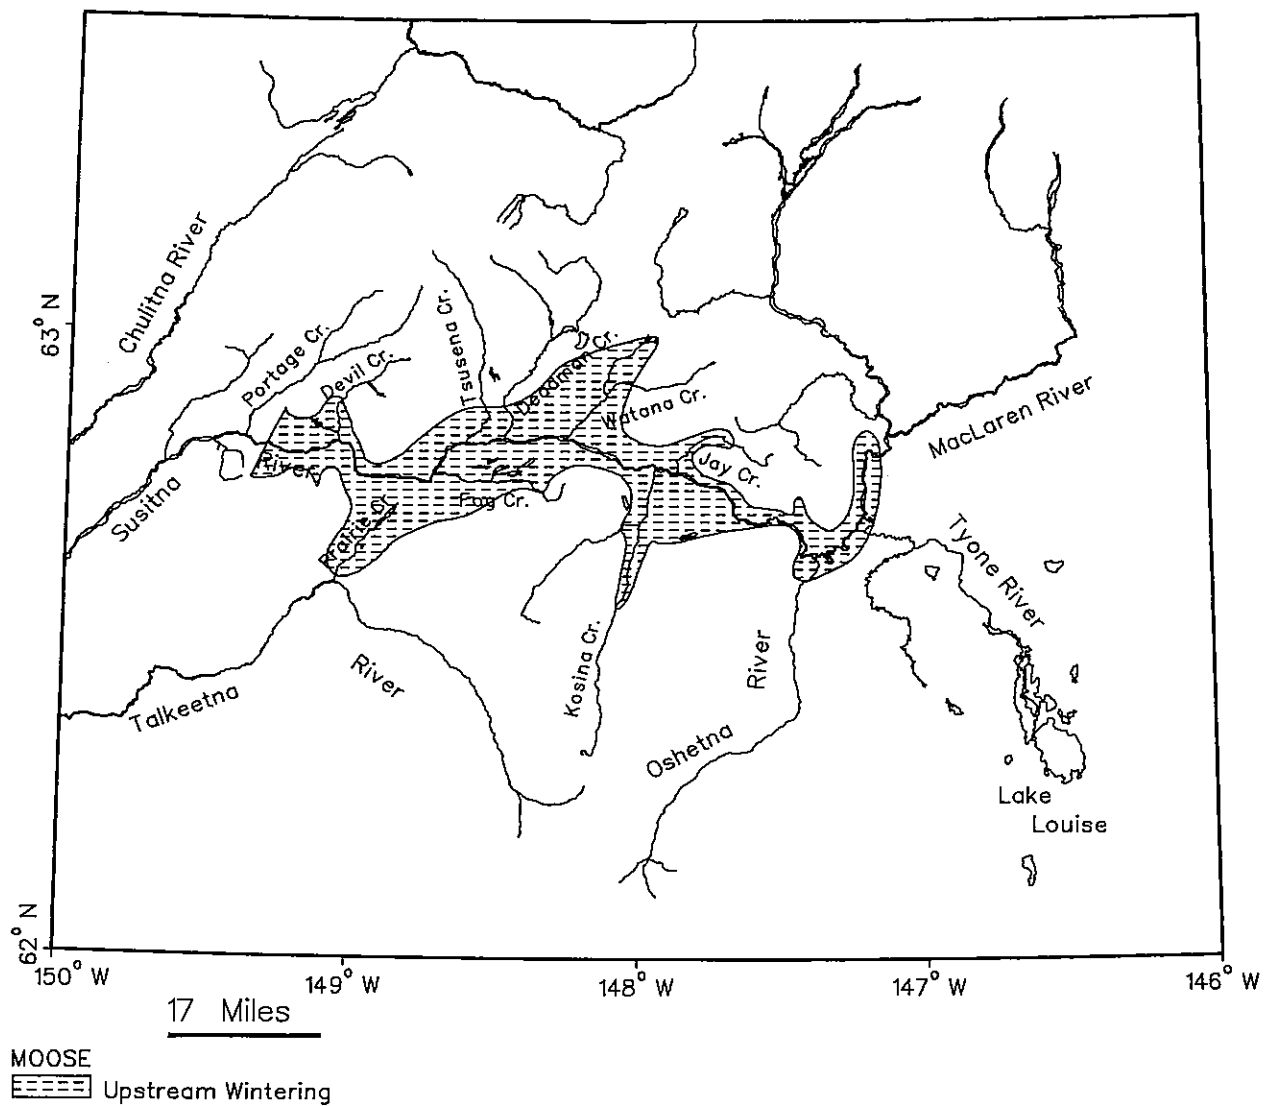 Chulitna River
63° N
Portage Cr.
Devil Cr.
Tsusena Cr.
Deadman Cr.
Watana Cr.
MacLaren River
Susitna
River
Jay Cr.
Fog Cr.
Prairie Cr.
Tyone River
Talkeetna
River
Kosina Cr.
River
Oshetna
Lake
Louise
62° N
150° W
149° W
148° W
147° W
146° W
17 Miles
MOOSE
Upstream Wintering